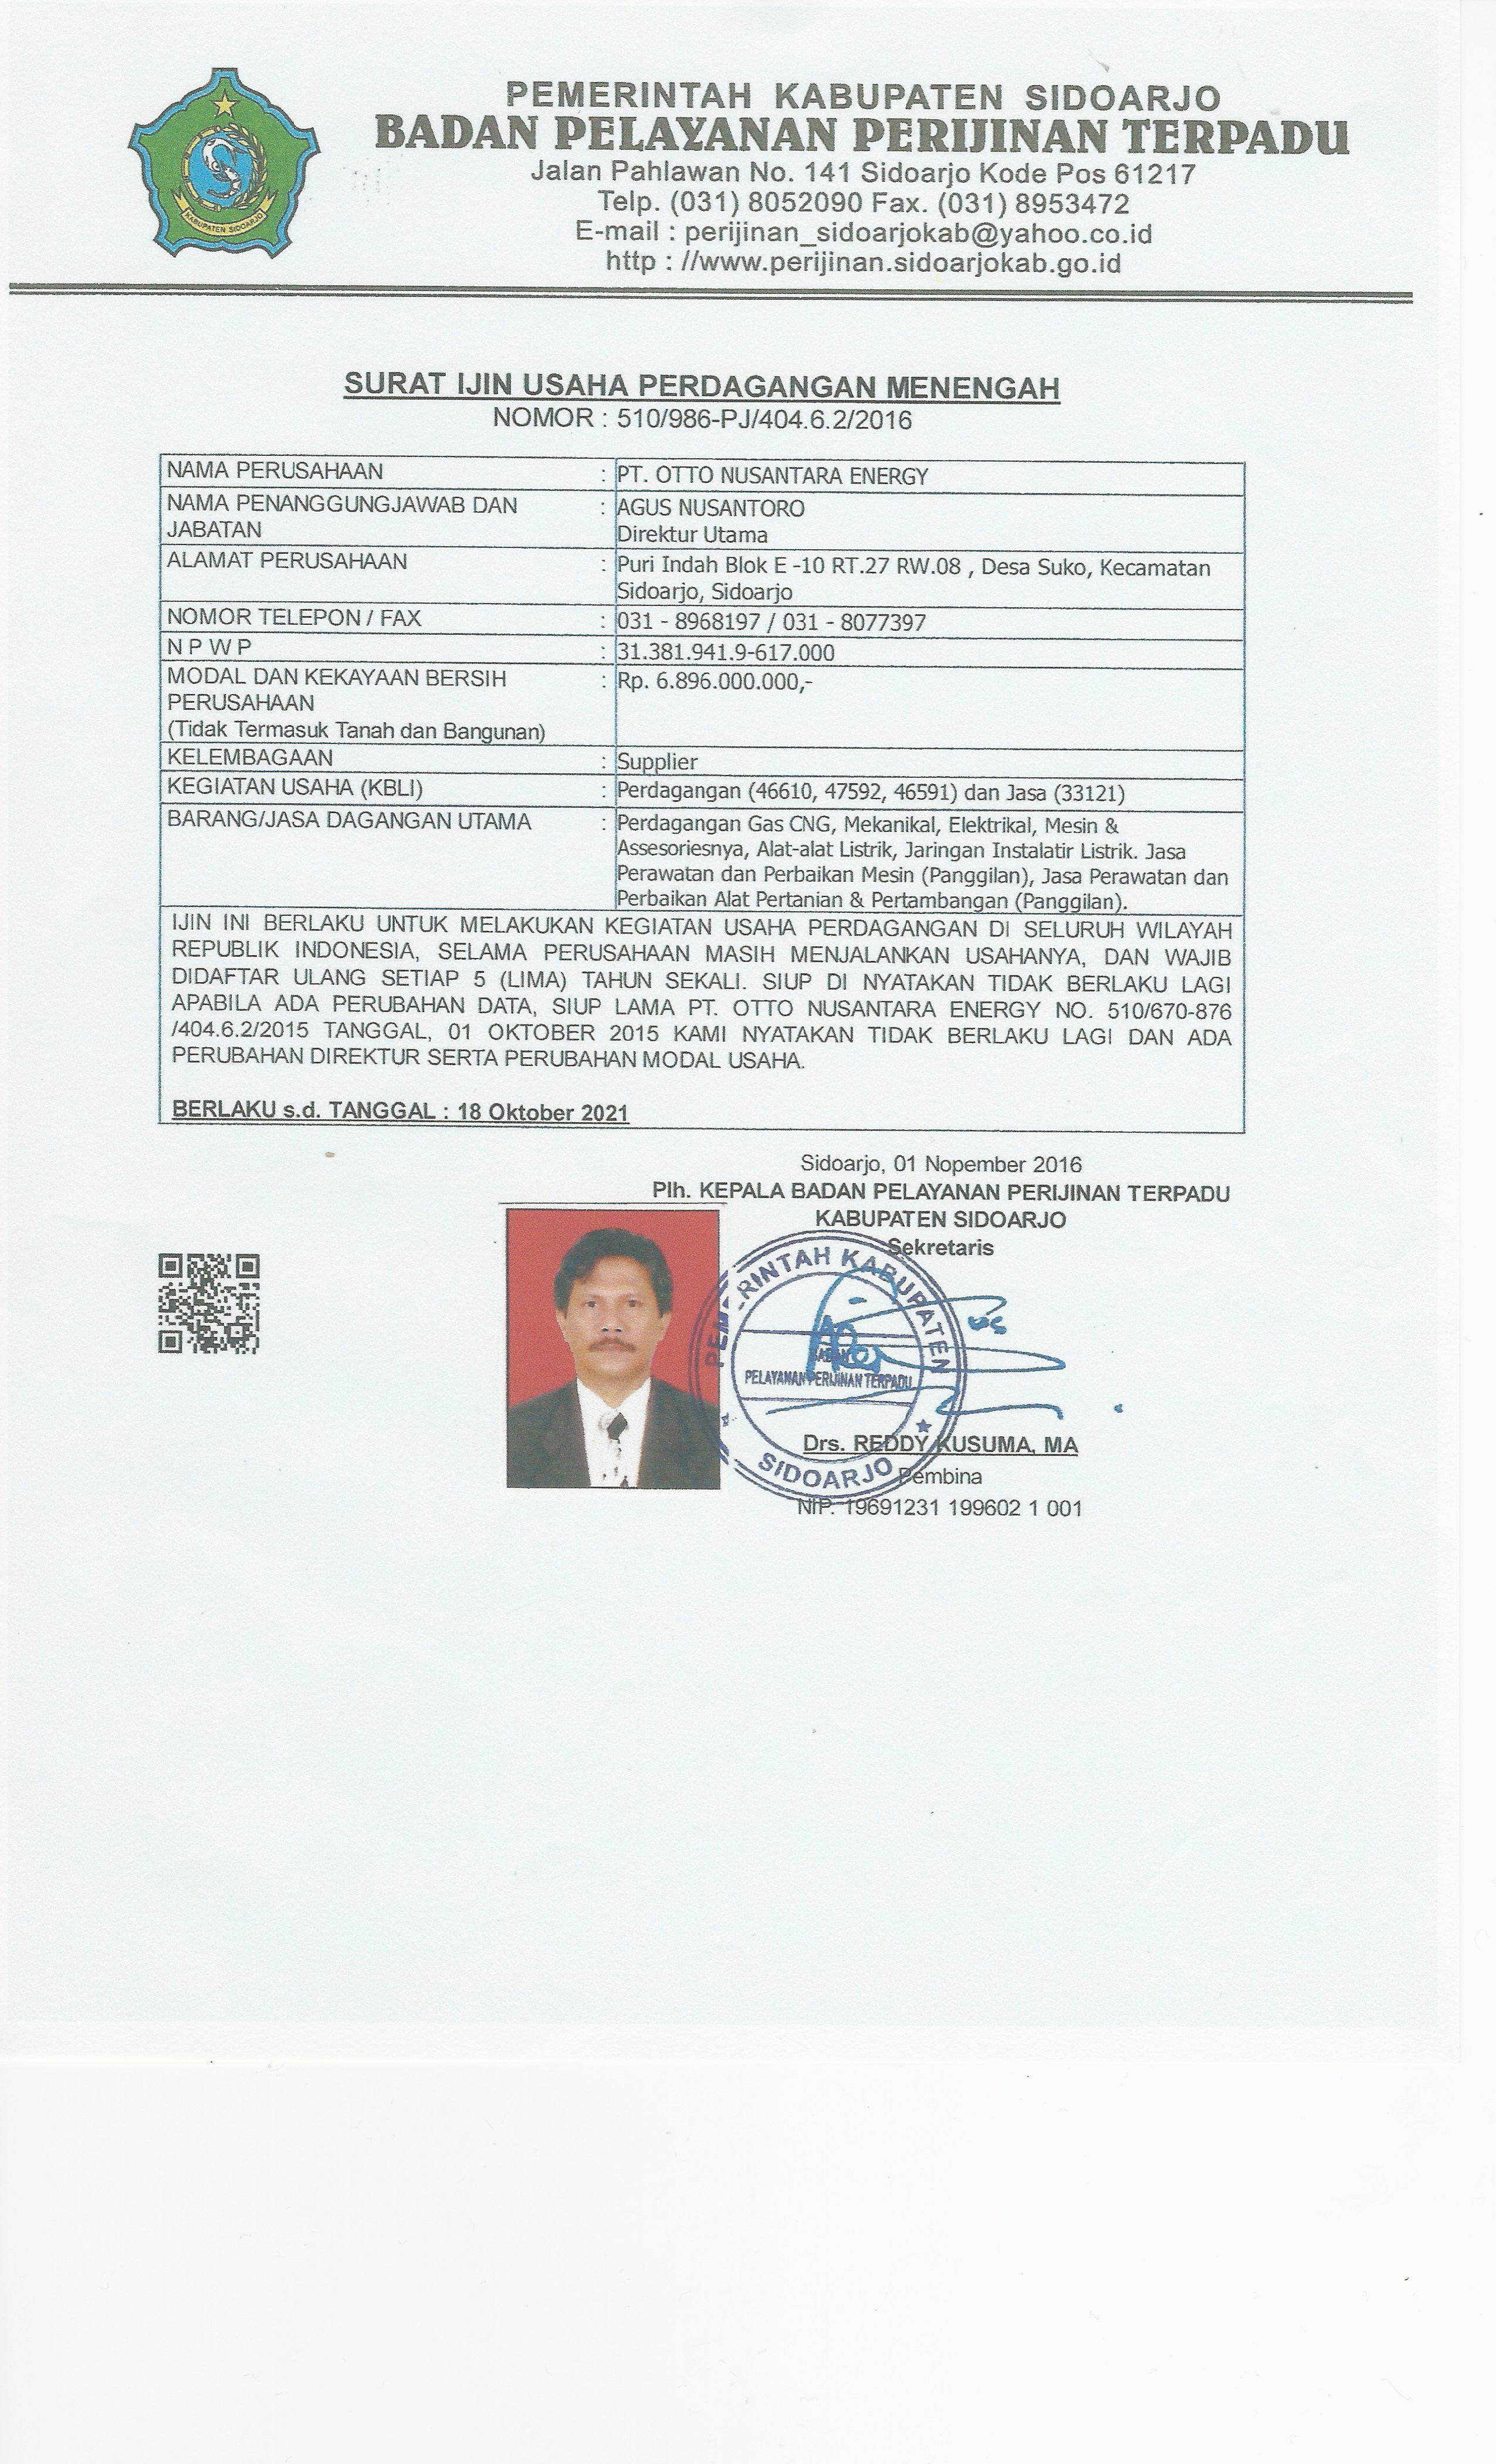 PEMERINTAH KABUPATEN SIDOARJO
BADAN PELAYANAN PERIJINAN TERPADU
Jalan Pahlawan No. 141 Sidoarjo Kode Pos 61217
Telp. (031) 8052090 Fax. (031) 8953472
E-mail : perijinan_sidoarjokab@yahoo.co.id
http : //www.perijinan.sidoarjokab.go.id
KABUPATEN SIDOARJO
SURAT IJIN USAHA PERDAGANGAN MENENGAH
NOMOR : 510/986-PJ/404.6.2/2016
NAMA PERUSAHAAN : PT. OTTO NUSANTARA ENERGY
NAMA PENANGGUNGJAWAB DAN : AGUS NUSANTORO
JABATAN Direktur Utama
ALAMAT PERUSAHAAN : Puri Indah Blok E -10 RT.27 RW.08 , Desa Suko, Kecamatan
Sidoarjo, Sidoarjo
NOMOR TELEPON / FAX : 031 - 8968197 / 031 - 8077397
N P W P : 31.381.941.9-617.000
MODAL DAN KEKAYAAN BERSIH : Rp. 6.896.000.000,-
PERUSAHAAN
(Tidak Termasuk Tanah dan Bangunan)
KELEMBAGAAN : Supplier
KEGIATAN USAHA (KBLI) : Perdagangan (46610, 47592, 46591) dan Jasa (33121)
BARANG/JASA DAGANGAN UTAMA : Perdagangan Gas CNG, Mekanikal, Elektrikal, Mesin &
Assesoriesnya, Alat-alat Listrik, Jaringan Instalatir Listrik. Jasa
Perawatan dan Perbaikan Mesin (Panggilan), Jasa Perawatan dan
Perbaikan Alat Pertanian & Pertambangan (Panggilan).
IJIN INI BERLAKU UNTUK MELAKUKAN KEGIATAN USAHA PERDAGANGAN DI SELURUH WILAYAH
REPUBLIK INDONESIA, SELAMA PERUSAHAAN MASIH MENJALANKAN USAHANYA, DAN WAJIB
DIDAFTAR ULANG SETIAP 5 (LIMA) TAHUN SEKALI. SIUP DI NYATAKAN TIDAK BERLAKU LAGI
APABILA ADA PERUBAHAN DATA, SIUP LAMA PT. OTTO NUSANTARA ENERGY NO. 510/670-876
/404.6.2/2015 TANGGAL, 01 OKTOBER 2015 KAMI NYATAKAN TIDAK BERLAKU LAGI DAN ADA
PERUBAHAN DIREKTUR SERTA PERUBAHAN MODAL USAHA.
BERLAKU s.d. TANGGAL : 18 Oktober 2021
Sidoarjo, 01 Nopember 2016
Plh. KEPALA BADAN PELAYANAN PERIJINAN TERPADU
KABUPATEN SIDOARJO
Sekretaris
PEMERINTAH KABUPATEN
BADAN
PELAYANAN PERIJINAN TERPADU
SIDOARJO
Drs. REDDY KUSUMA, MA
Pembina
NIP. 19691231 199602 1 001